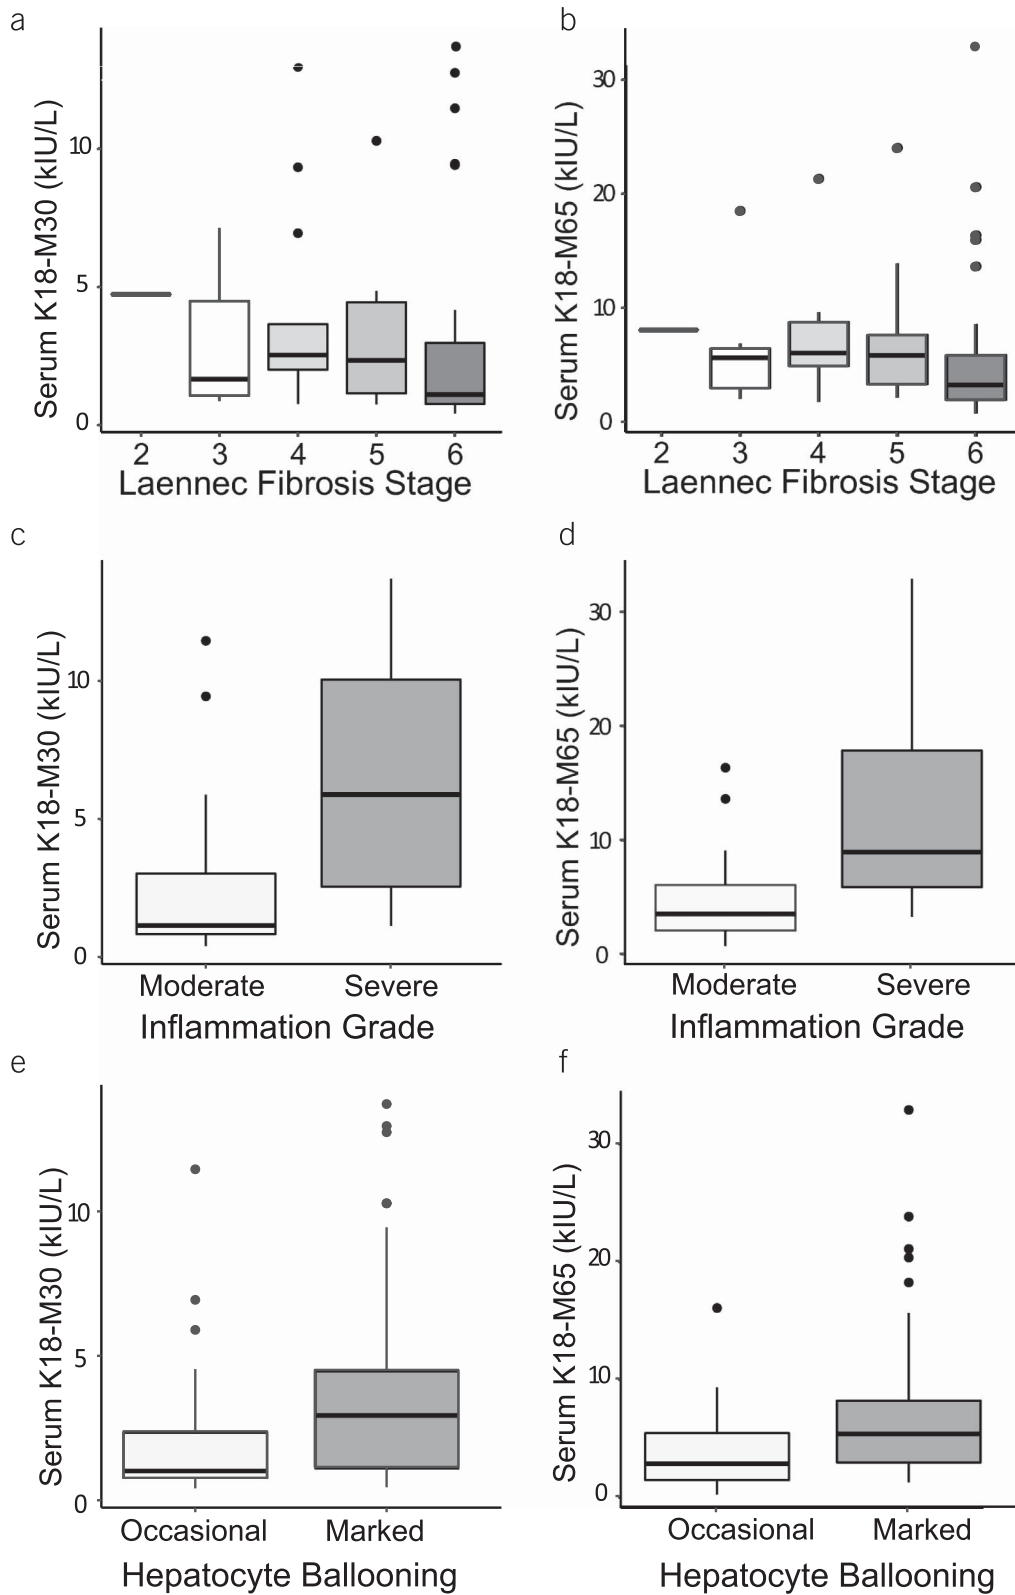 a
Serum K18-M30 (kIU/L)
10
5
0
2 3 4 5 6
Laennec Fibrosis Stage
b
Serum K18-M65 (kIU/L)
30
20
10
0
2 3 4 5 6
Laennec Fibrosis Stage
c
Serum K18-M30 (kIU/L)
10
5
0
Moderate Severe
Inflammation Grade
d
Serum K18-M65 (kIU/L)
30
20
10
0
Moderate Severe
Inflammation Grade
e
Serum K18-M30 (kIU/L)
10
5
0
Occasional Marked
Hepatocyte Ballooning
f
Serum K18-M65 (kIU/L)
30
20
10
0
Occasional Marked
Hepatocyte Ballooning